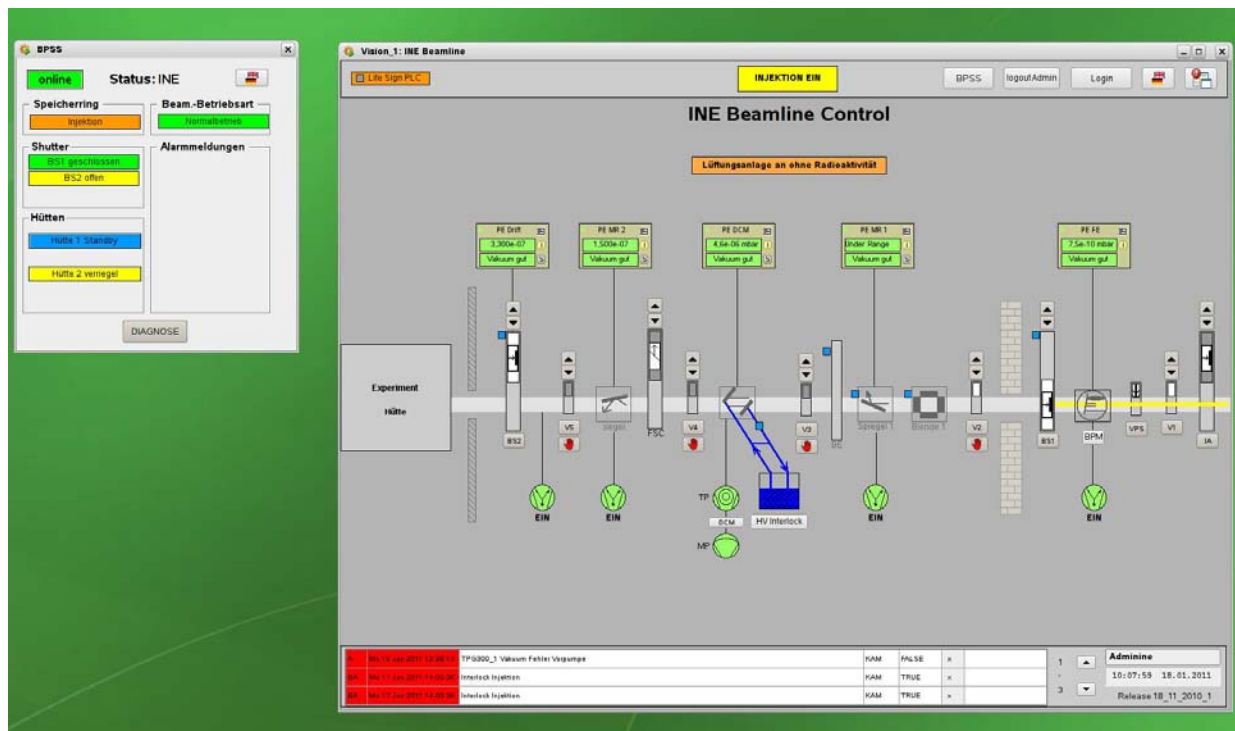 BPSS
online
Status: INE
Speicherring
Injektion
Beam.-Betriebsart
Normalbetrieb
Shutter
BS1 geschlossen
BS2 offen
Alarmmeldungen
Hütten
Hütte 1 Standby
Hütte 2 verriegel
DIAGNOSE
Vision_1: INE Beamline
Life Sign PLC
INJEKTION EIN
BPSS
logoutAdmin
Login
INE Beamline Control
Lüftungsanlage an ohne Radioaktivität
PE Drift
3,300e-07
Vakuum gut
PE MR 2
1,500e-07
Vakuum gut
PE DCM
4,6e-06 mbar
Vakuum gut
PE MR 1
Under Range
Vakuum gut
PE FE
7,5e-10 mbar
Vakuum gut
Experiment
Hütte
BS2
V5
siegel
FSC
V4
V3
BE
Spiegel 1
Blende 1
V2
BS1
BPM
VPS
V1
IA
EIN
EIN
TP
DCM
HV Interlock
MP
EIN
EIN
TPG300_1 Vakuum Fehler Vorpumpe KAM FALSE x
Interlock Injektion KAM TRUE x
Interlock Injektion KAM TRUE x
1
-
3
Adminine
10:07:59 18.01.2011
Release 18_11_2010_1